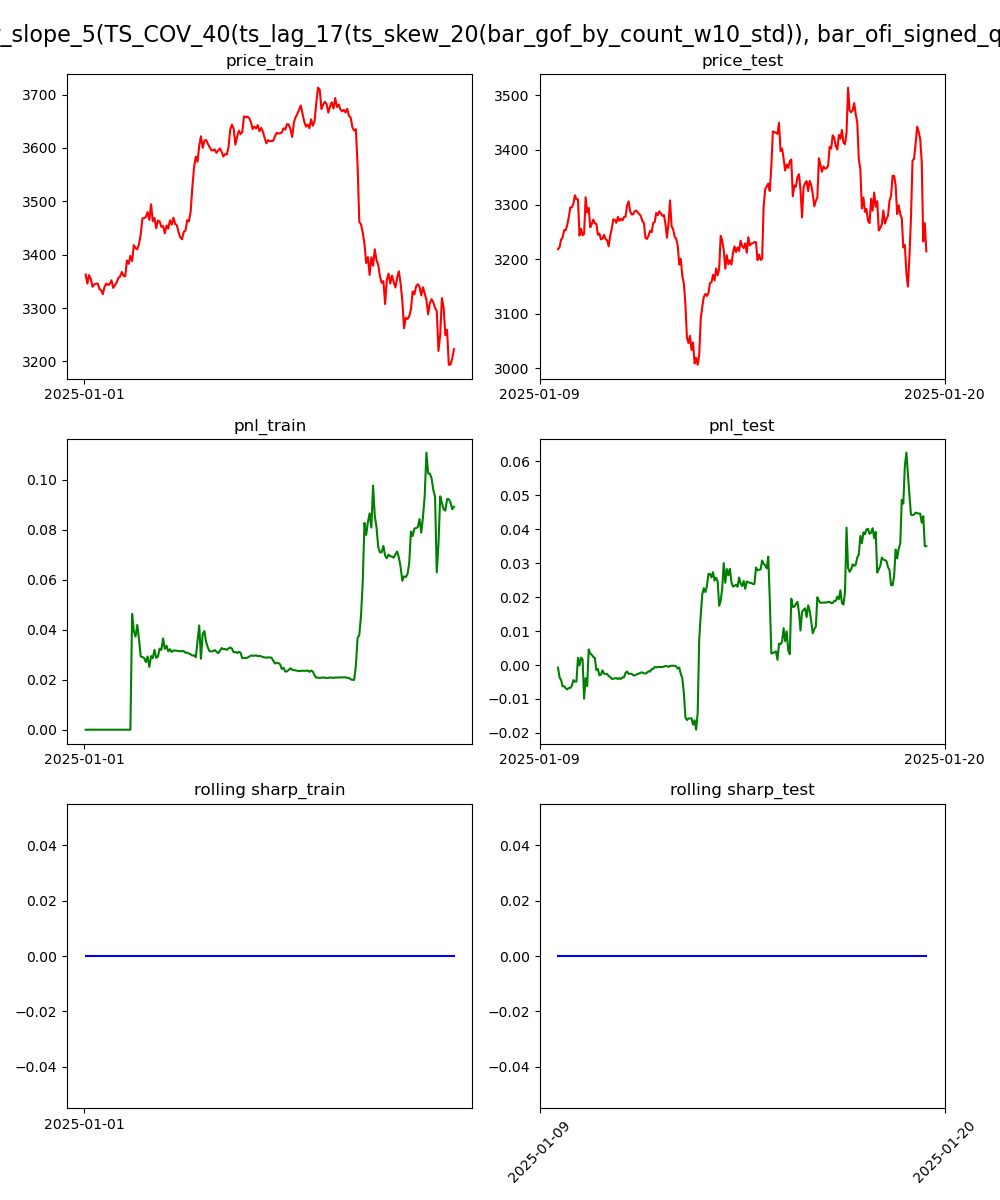 _slope_5(TS_COV_40(ts_lag_17(ts_skew_20(bar_gof_by_count_w10_std)), bar_ofi_signed_q
price_train price_test
3700 3500
3600 3400
3500 3300
3400 3200
3300 3100
3200 3000
2025-01-01 2025-01-09 2025-01-20
pnl_train pnl_test
0.10 0.06
0.08 0.05
0.06 0.04
0.04 0.03
0.02 0.02
0.00 0.01
0.00
−0.01
−0.02
2025-01-01 2025-01-09 2025-01-20
rolling sharp_train rolling sharp_test
0.04 0.04
0.02 0.02
0.00 0.00
−0.02 −0.02
−0.04 −0.04
2025-01-01 2025-01-09 2025-01-20